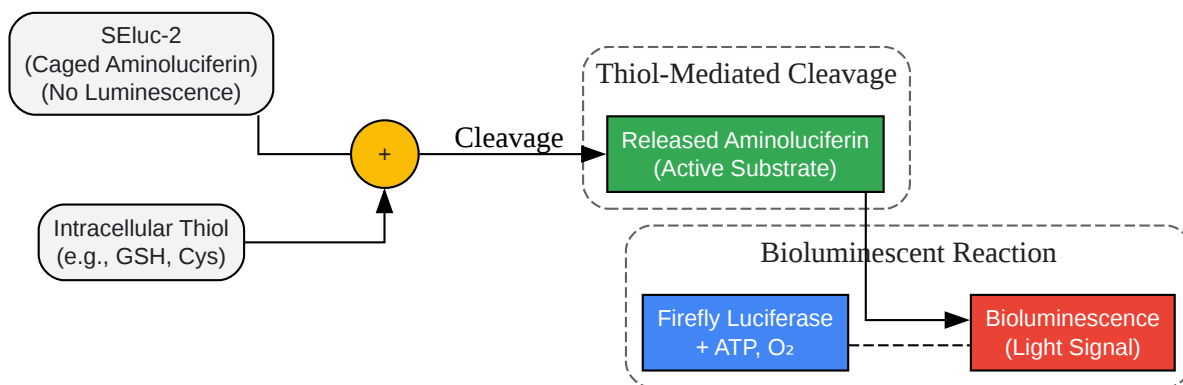 SEluc-2
(Caged Aminoluciferin)
(No Luminescence)
Intracellular Thiol
(e.g., GSH, Cys)
+
Cleavage
Thiol-Mediated Cleavage
Released Aminoluciferin
(Active Substrate)
Bioluminescent Reaction
Firefly Luciferase
+ ATP, O₂
Bioluminescence
(Light Signal)